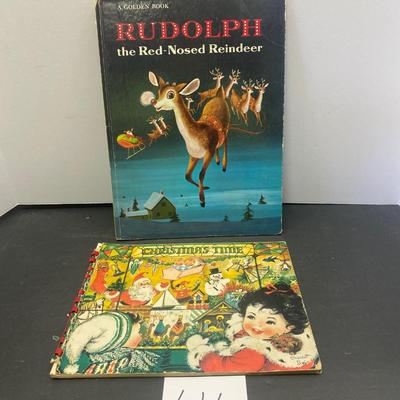 A GOLDEN BOOK
RUDOLPH
the Red-Nosed Reindeer
CHRISTMAS TIME